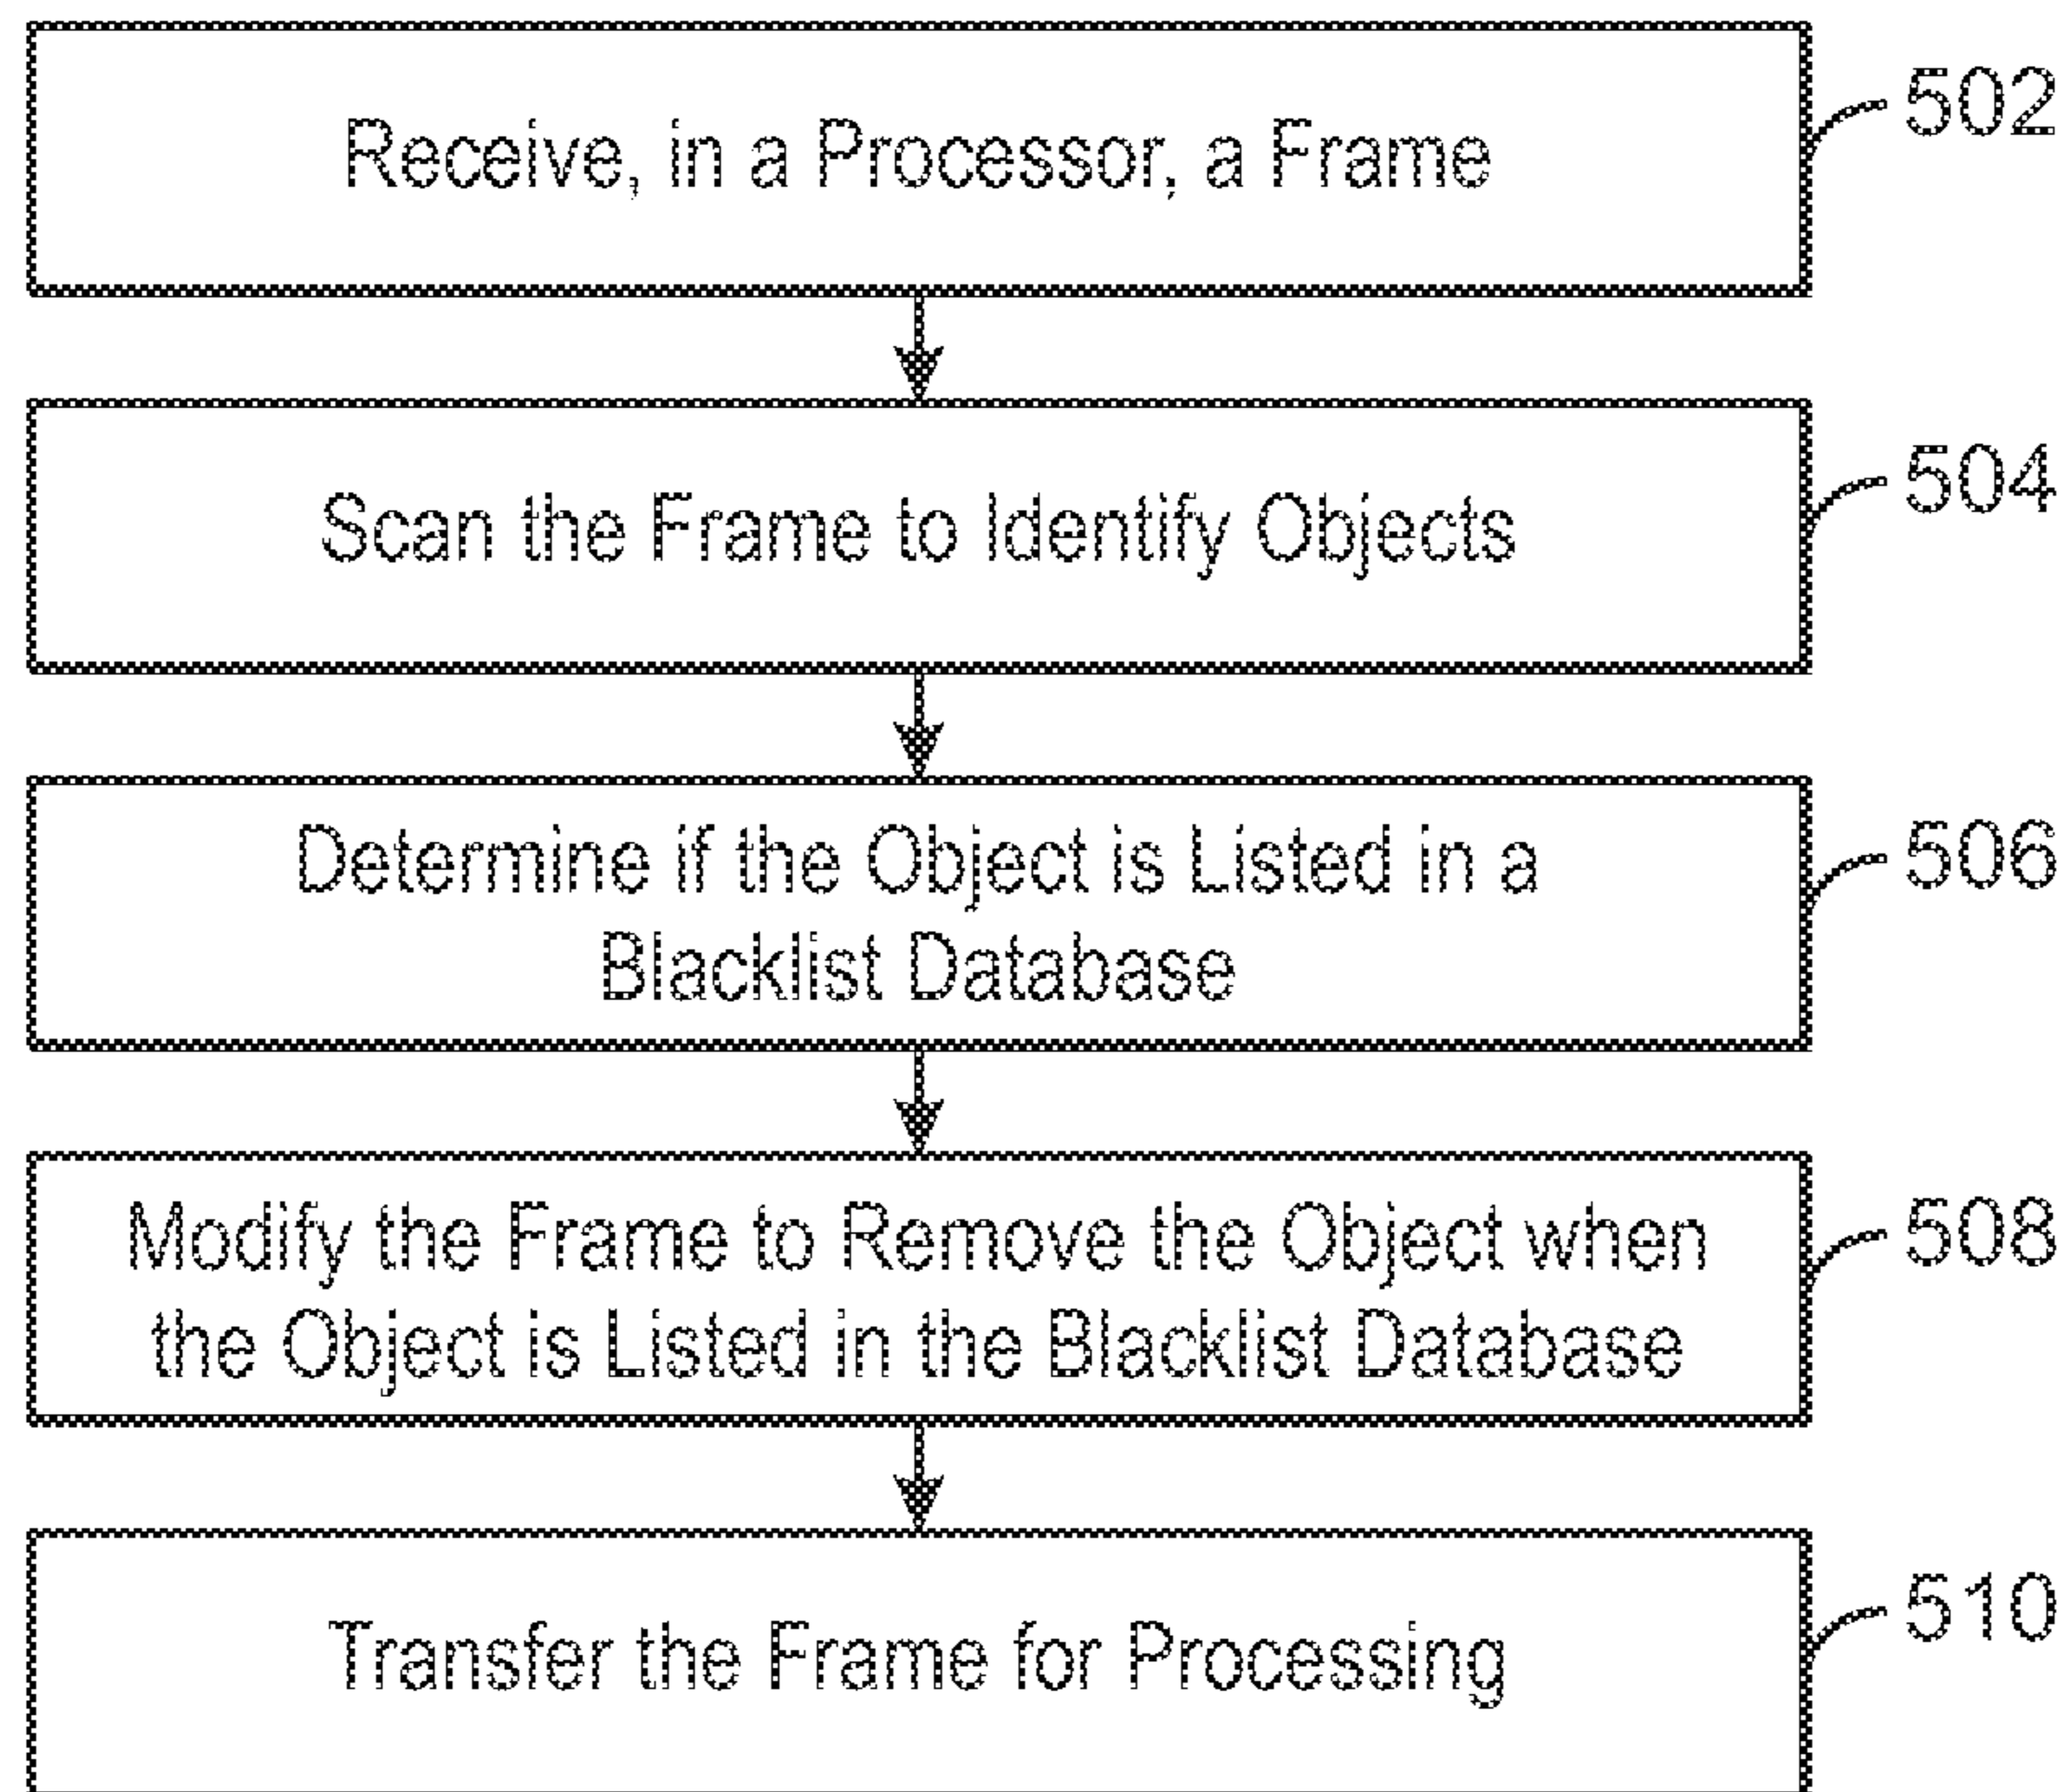 Receive, in a Processor, a Frame
502
Scan the Frame to Identify Objects
504
Determine if the Object is Listed in a
Blacklist Database
506
Modify the Frame to Remove the Object when
the Object is Listed in the Blacklist Database
508
Transfer the Frame for Processing
510